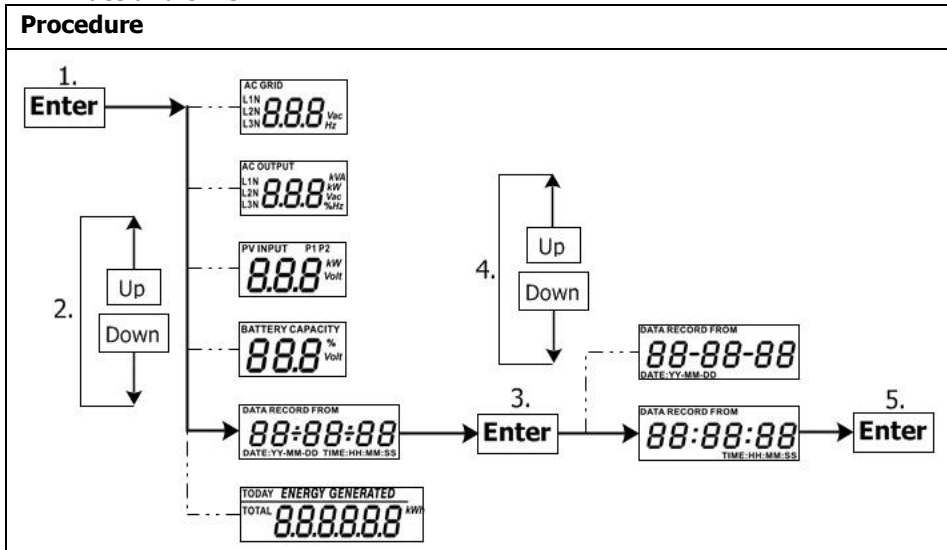 Procedure
1.
Enter
AC GRID
L1N
L2N
L3N
8.8.8
Vac
Hz
AC OUTPUT
L1N
L2N
L3N
8.8.8
kVA
kW
Vac
%Hz
2.
Up
Down
PV INPUT P1 P2
8.8.8
kW
Volt
BATTERY CAPACITY
88.8
%
Volt
DATA RECORD FROM
88÷88÷88
DATE:YY-MM-DD TIME:HH:MM:SS
TODAY ENERGY GENERATED
TOTAL
8.8.8.8.8.8
kWh
3.
Enter
4.
Up
Down
DATA RECORD FROM
88-88-88
DATE:YY-MM-DD
DATA RECORD FROM
88:88:88
TIME:HH:MM:SS
5.
Enter